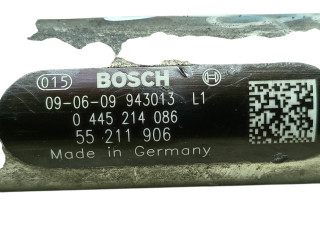 015 BOSCH
09-06-09 943013 L1
0 445 214 086
55 211 906
Made in Germany